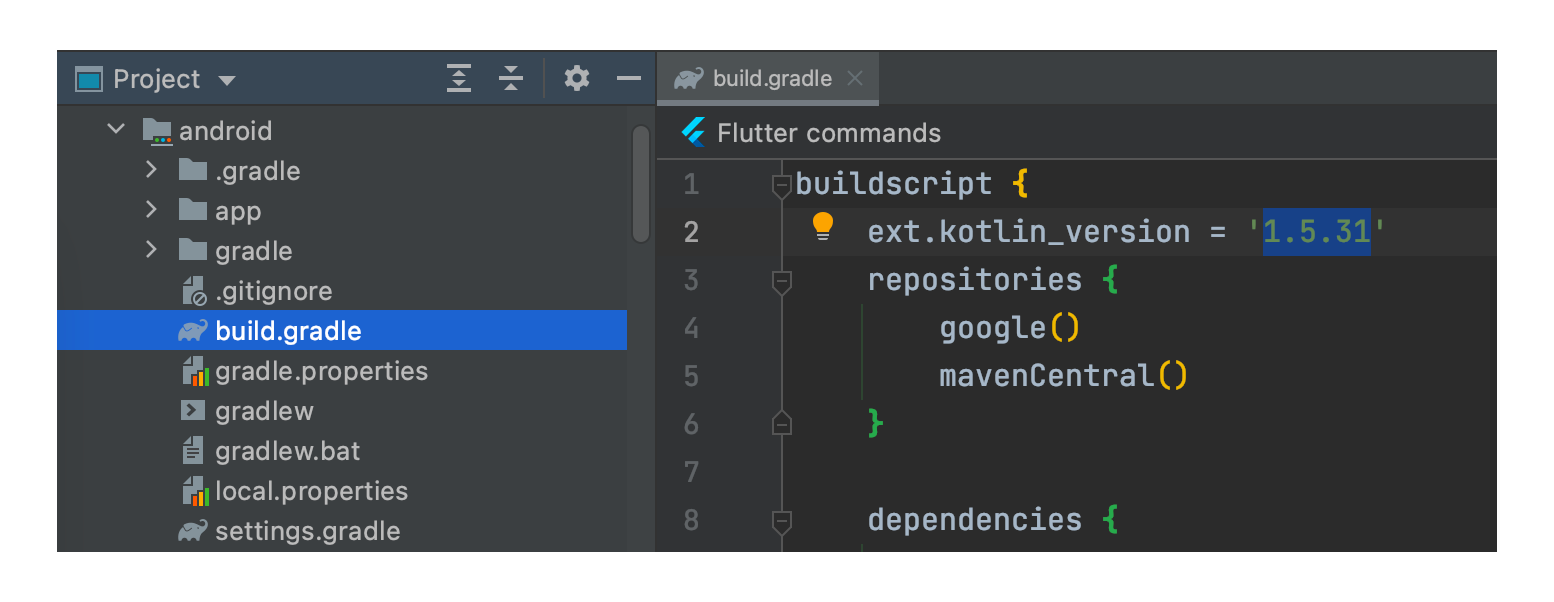 Project
android
.gradle
app
gradle
.gitignore
build.gradle
gradle.properties
gradlew
gradlew.bat
local.properties
settings.gradle
build.gradle
Flutter commands
1 buildscript {
2 ext.kotlin_version = '1.5.31'
3 repositories {
4 google()
5 mavenCentral()
6 }
7
8 dependencies {